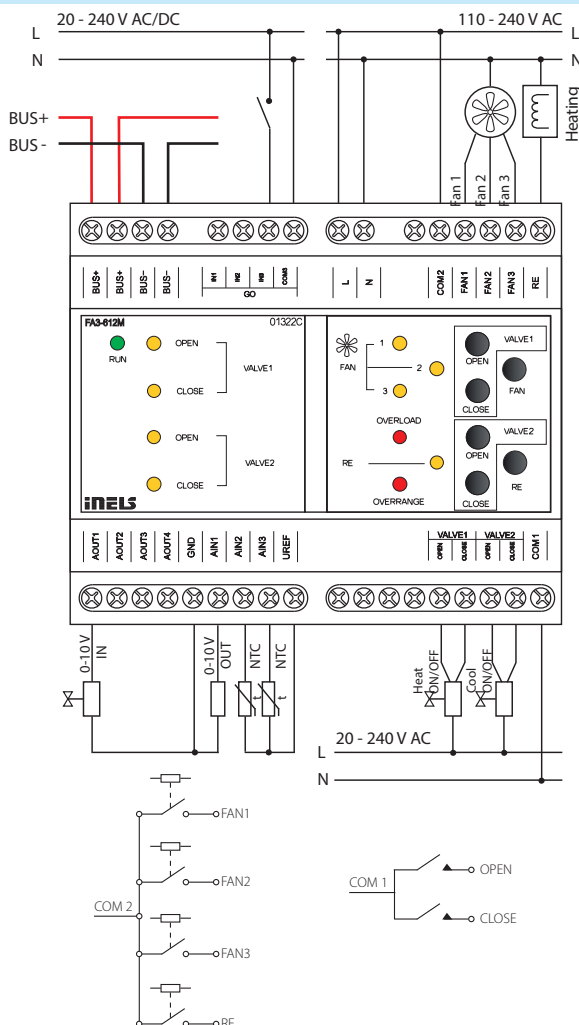 20 - 240 V AC/DC
110 - 240 V AC
L
L
N
N
BUS+
BUS -
Heating
Fan 1
Fan 2
Fan 3
BUS+
BUS+
BUS-
BUS-
IN1
IN2
IN3
COM3
GO
L
N
COM2
FAN1
FAN2
FAN3
RE
FA3-612M
01322C
RUN
OPEN
CLOSE
VALVE1
OPEN
CLOSE
VALVE2
iNELS
FAN
1
2
3
OVERLOAD
RE
OVERRANGE
VALVE1
OPEN
CLOSE
FAN
VALVE2
OPEN
CLOSE
RE
AOUT1
AOUT2
AOUT3
AOUT4
GND
AIN1
AIN2
AIN3
UREF
VALVE1
VALVE2
OPEN
CLOSE
OPEN
CLOSE
COM1
0-10 V
IN
0-10 V
OUT
NTC
NTC
t
t
Heat
ON/OFF
Cool
ON/OFF
20 - 240 V AC
L
N
FAN1
FAN2
COM 2
FAN3
RE
COM 1
OPEN
CLOSE